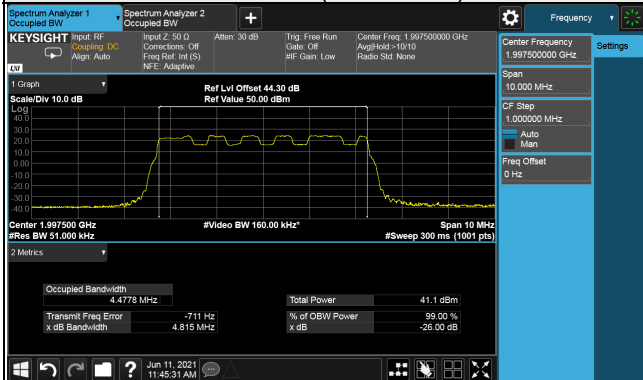 Spectrum Analyzer 1
Occupied BW
Spectrum Analyzer 2
Occupied BW
+
Frequency
KEYSIGHT
Input: RF
Coupling: DC
Align: Auto
Input Z: 50 Ω
Corrections: Off
Freq Ref: Int (S)
NFE: Adaptive
Atten: 30 dB
Trig: Free Run
Gate: Off
#IF Gain: Low
Center Freq: 1.997500000 GHz
Avg|Hold:>10/10
Radio Std: None
LXI
Center Frequency
1.997500000 GHz
Settings
Span
10.000 MHz
CF Step
1.000000 MHz
Auto
Man
Freq Offset
0 Hz
1 Graph
Scale/Div 10.0 dB
Ref Lvl Offset 44.30 dB
Ref Value 50.00 dBm
Log
40.0
30.0
20.0
10.0
0.00
-10.0
-20.0
-30.0
-40.0
Center 1.997500 GHz
#Res BW 51.000 kHz
#Video BW 160.00 kHz*
Span 10 MHz
#Sweep 300 ms (1001 pts)
2 Metrics
Occupied Bandwidth
4.4778 MHz
Total Power 41.1 dBm
Transmit Freq Error -711 Hz
% of OBW Power 99.00 %
x dB Bandwidth 4.815 MHz
x dB -26.00 dB
?
Jun 11, 2021
11:45:31 AM